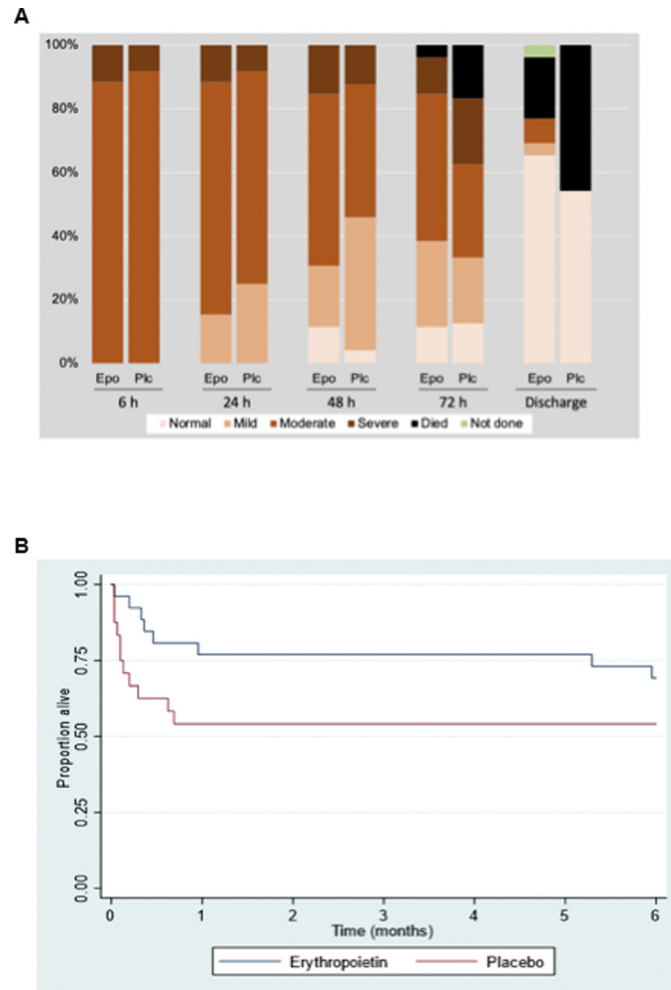 A
100%
80%
60%
40%
20%
0%
Epo Plc Epo Plc Epo Plc Epo Plc Epo Plc
6 h 24 h 48 h 72 h Discharge
Normal Mild Moderate Severe Died Not done
B
1.00
0.75
0.50
0.25
0.00
Proportion alive
0 1 2 3 4 5 6
Time (months)
Erythropoietin Placebo